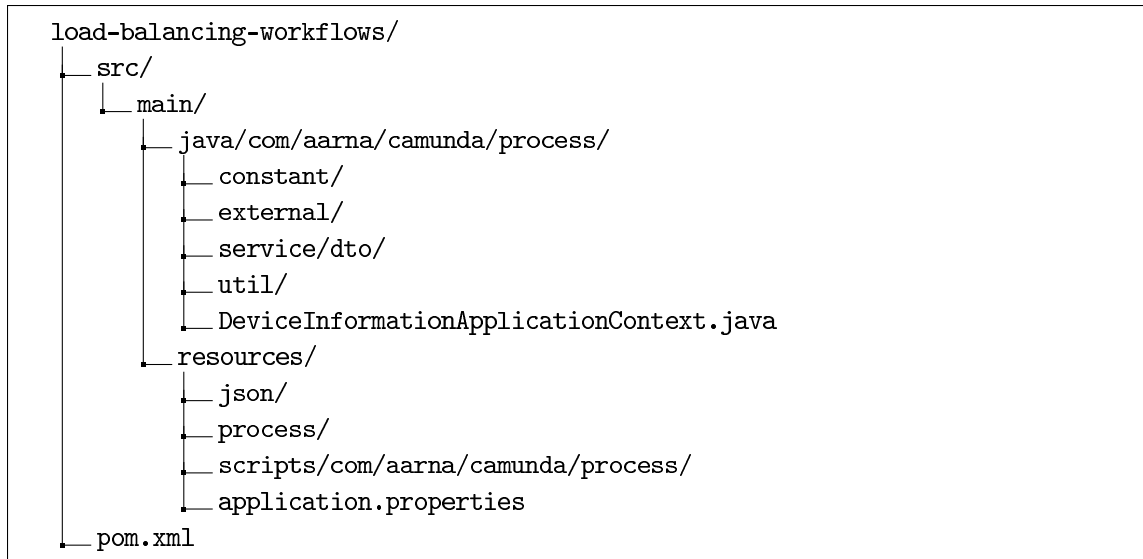 load-balancing-workflows/
src/
main/
java/com/aarna/camunda/process/
constant/
external/
service/dto/
util/
DeviceInformationApplicationContext.java
resources/
json/
process/
scripts/com/aarna/camunda/process/
application.properties
pom.xml